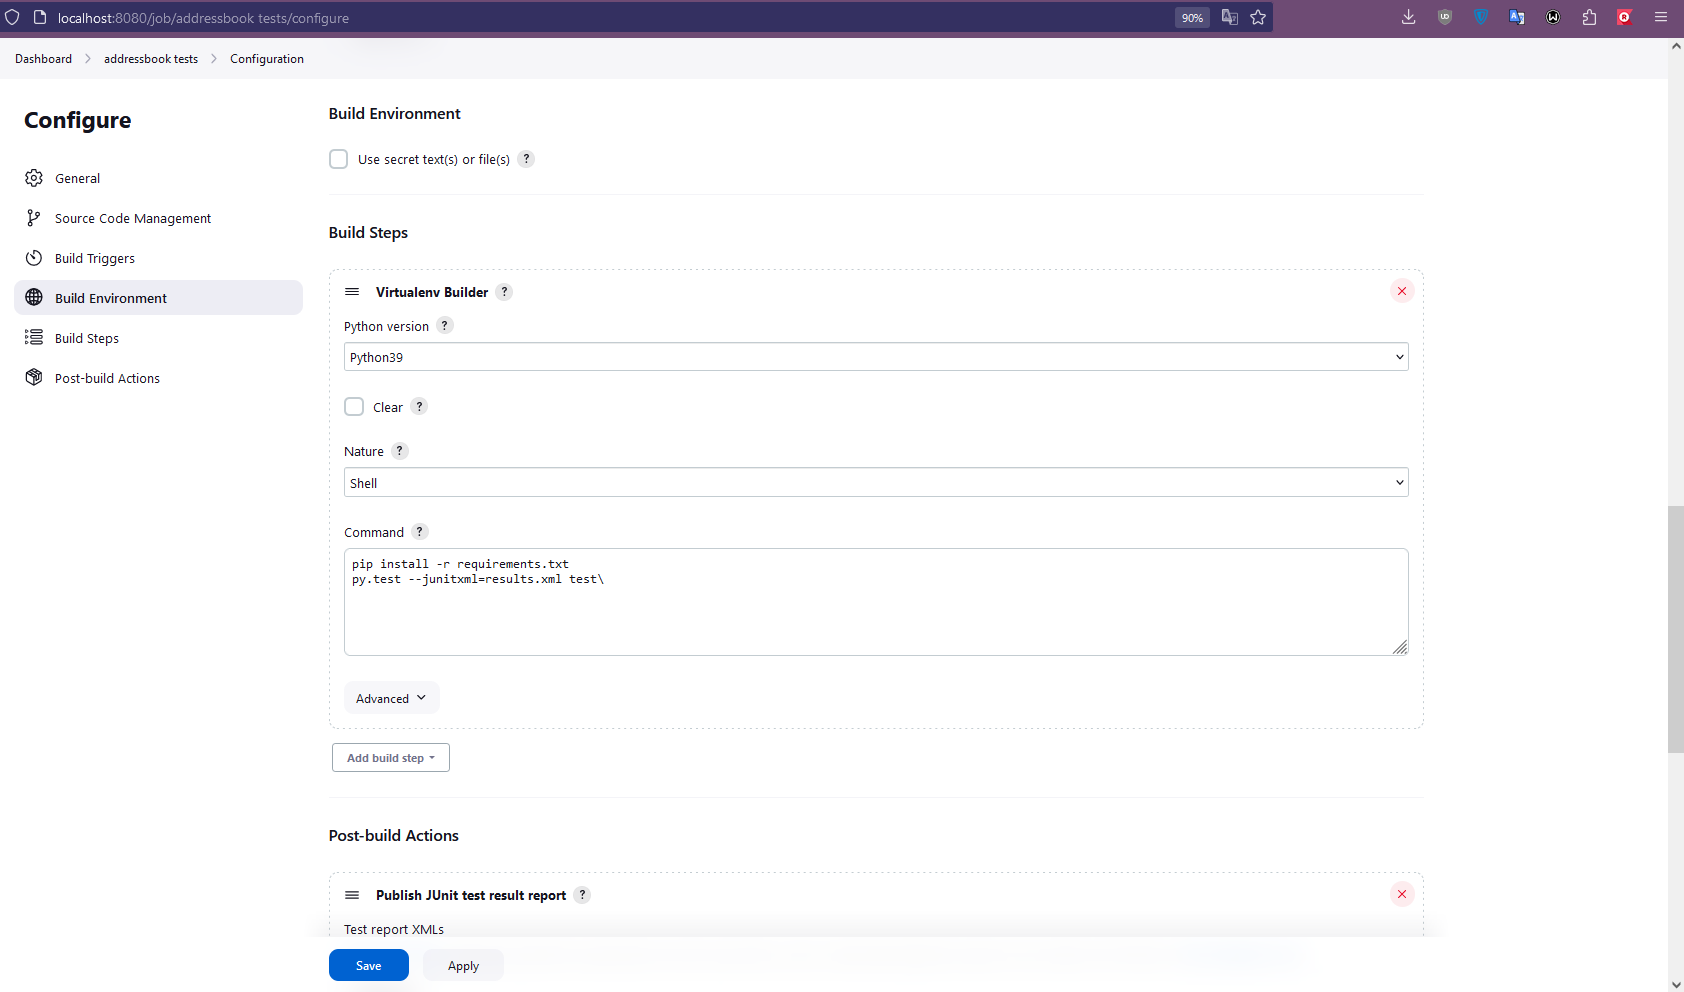 localhost:8080/job/addressbook tests/configure
90%
Dashboard
addressbook tests
Configuration
Configure
General
Source Code Management
Build Triggers
Build Environment
Build Steps
Post-build Actions
Build Environment
Use secret text(s) or file(s) ?
Build Steps
Virtualenv Builder ?
Python version ?
Python39
Clear ?
Nature ?
Shell
Command ?
pip install -r requirements.txt
py.test --junitxml=results.xml test\
Advanced
Add build step
Post-build Actions
Publish JUnit test result report ?
Test report XMLs
Save
Apply